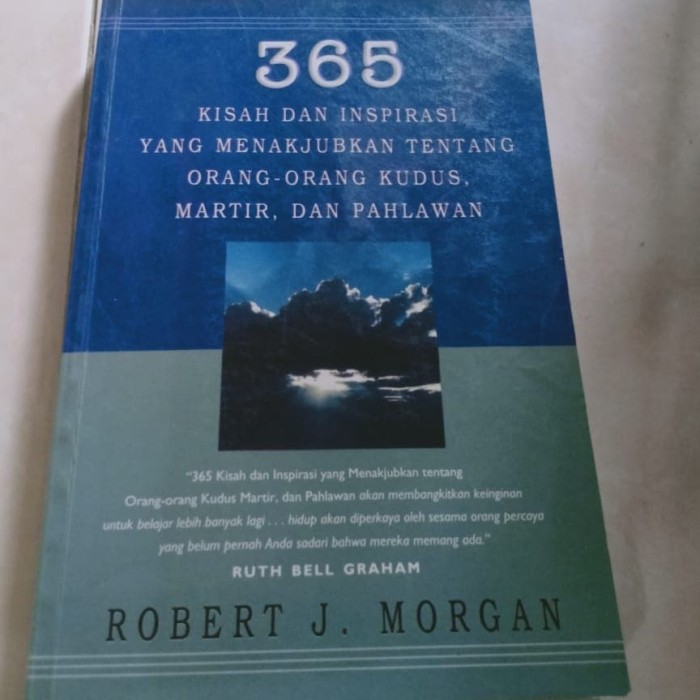 365
KISAH DAN INSPIRASI
YANG MENAKJUBKAN TENTANG
ORANG-ORANG KUDUS,
MARTIR, DAN PAHLAWAN
"365 Kisah dan Inspirasi yang Menakjubkan tentang
Orang-orang Kudus Martir, dan Pahlawan akan membangkitkan keinginan
untuk belajar lebih banyak lagi . . . hidup akan diperkaya oleh sesama orang percaya
yang belum pernah Anda sadari bahwa mereka memang ada."
RUTH BELL GRAHAM
ROBERT J. MORGAN